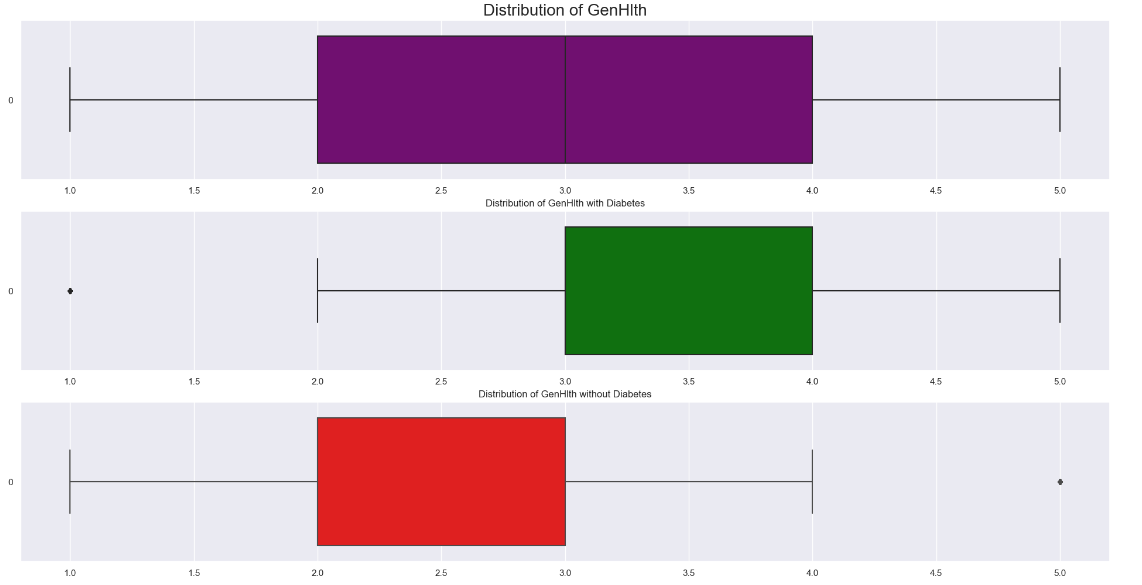 Distribution of GenHlth
0
1.0 1.5 2.0 2.5 3.0 3.5 4.0 4.5 5.0
Distribution of GenHlth with Diabetes
0
1.0 1.5 2.0 2.5 3.0 3.5 4.0 4.5 5.0
Distribution of GenHlth without Diabetes
0
1.0 1.5 2.0 2.5 3.0 3.5 4.0 4.5 5.0